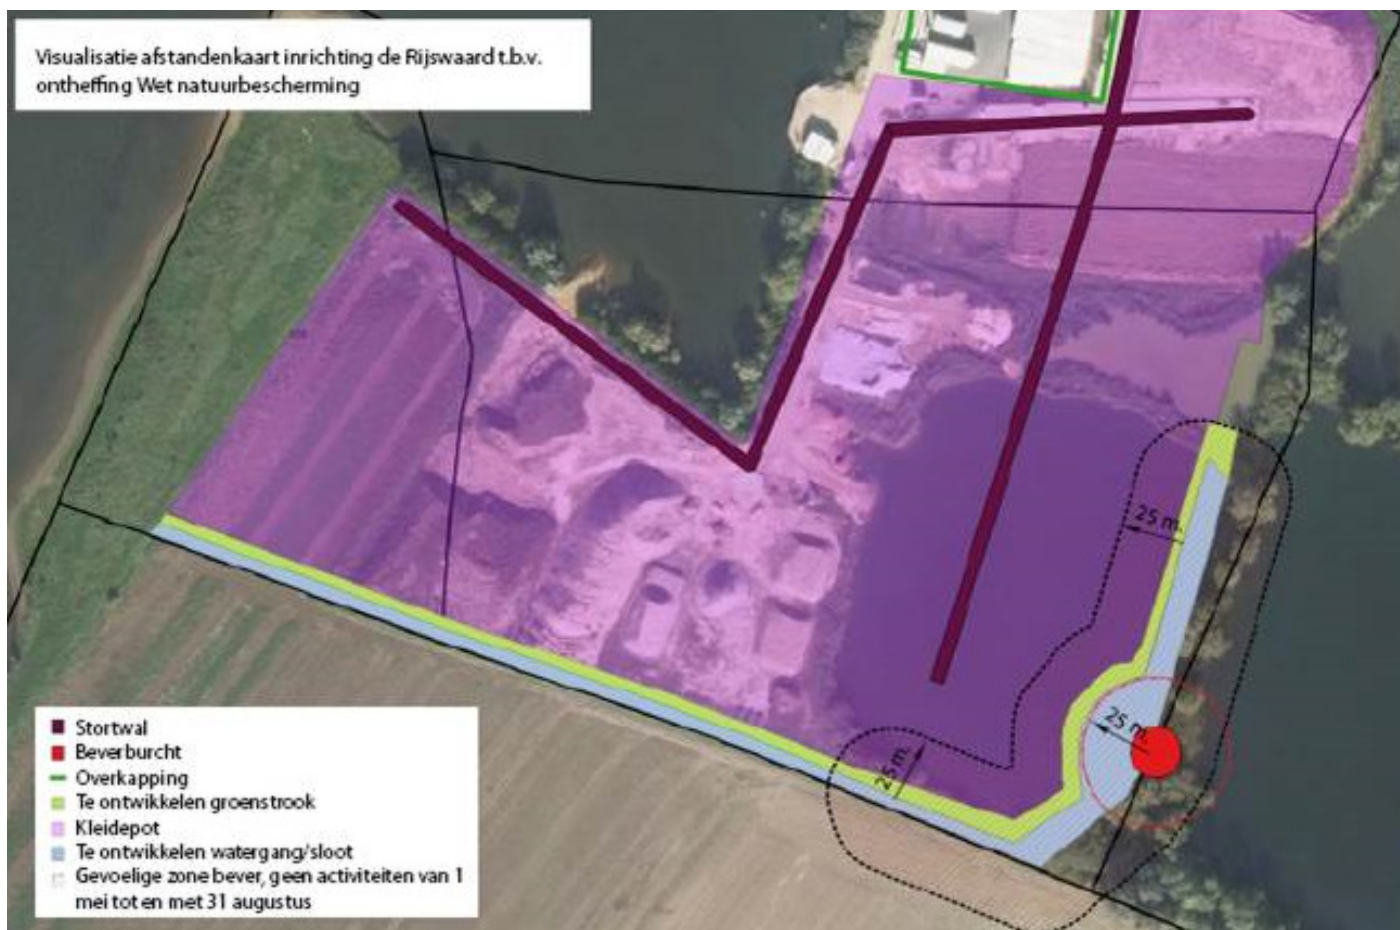 Visualisatie afstandenkaart inrichting de Rijswaard t.b.v.
ontheffing Wet natuurbescherming
25 m.
25 m.
25 m.
Stortwal
Beverburcht
Overkapping
Te ontwikkelen groenstrook
Kleidepot
Te ontwikkelen watergang/sloot
Gevoelige zone bever, geen activiteiten van 1
mei tot en met 31 augustus